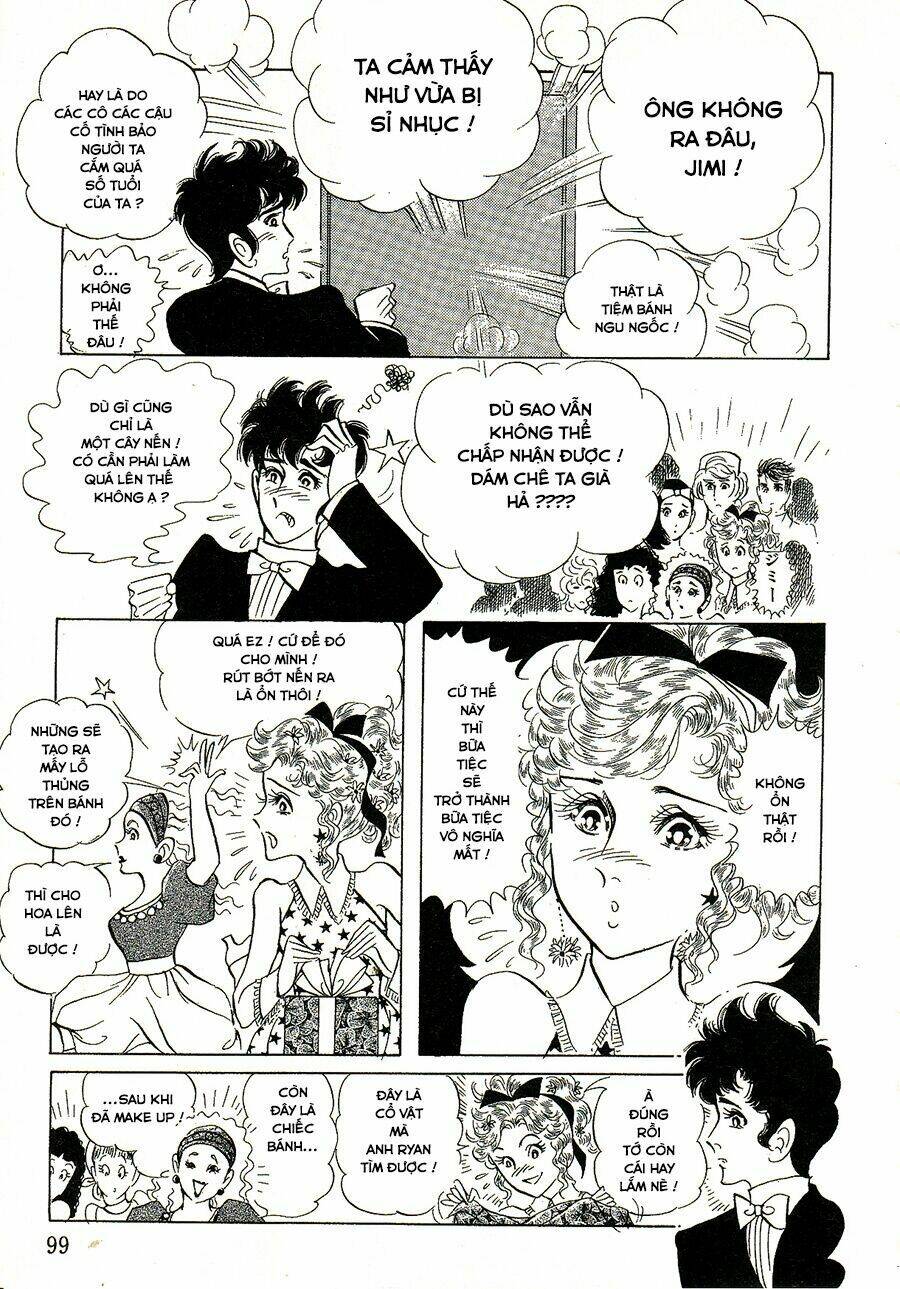 ÔNG KHÔNG
RA ĐÂU,
JIMI !
TA CẢM THẤY
NHƯ VỪA BỊ
SỈ NHỤC !
THẬT LÀ
TIỆM BÁNH
NGU NGỐC !
HAY LÀ DO
CÁC CÔ CÁC CẬU
CỐ TÌNH BẢO
NGƯỜI TA
CẮM QUÁ
SỐ TUỔI
CỦA TA ?
Ơ...
KHÔNG
PHẢI
THẾ
ĐÂU !
DÙ SAO VẪN
KHÔNG THỂ
CHẤP NHẬN ĐƯỢC !
DÁM CHÊ TA GIÀ
HẢ ????
DÙ GÌ CŨNG
CHỈ LÀ
MỘT CÂY NẾN !
CÓ CẦN PHẢI LÀM
QUÁ LÊN THẾ
KHÔNG Ạ ?
ジミー
KHÔNG
ỔN
THẬT
RỒI !
CỨ THẾ
NÀY
THÌ
BỮA
TIỆC
SẼ
TRỞ THÀNH
BỮA TIỆC
VÔ NGHĨA
MẤT !
QUÁ EZ ! CỨ ĐỂ ĐÓ
CHO MÌNH !
RÚT BỚT NẾN RA
LÀ ỔN THÔI !
NHỮNG SẼ
TẠO RA
MẤY LỖ
THỦNG
TRÊN BÁNH
ĐÓ !
THÌ CHO
HOA LÊN
LÀ
ĐƯỢC !
À
ĐÚNG
RỒI
TỚ CÒN
CÁI HAY
LẮM NÈ !
ĐÂY LÀ
CỔ VẬT
MÀ
ANH RYAN
TÌM ĐƯỢC !
CÒN
ĐÂY LÀ
CHIẾC
BÁNH...
...SAU KHI
ĐÃ MAKE UP !
99